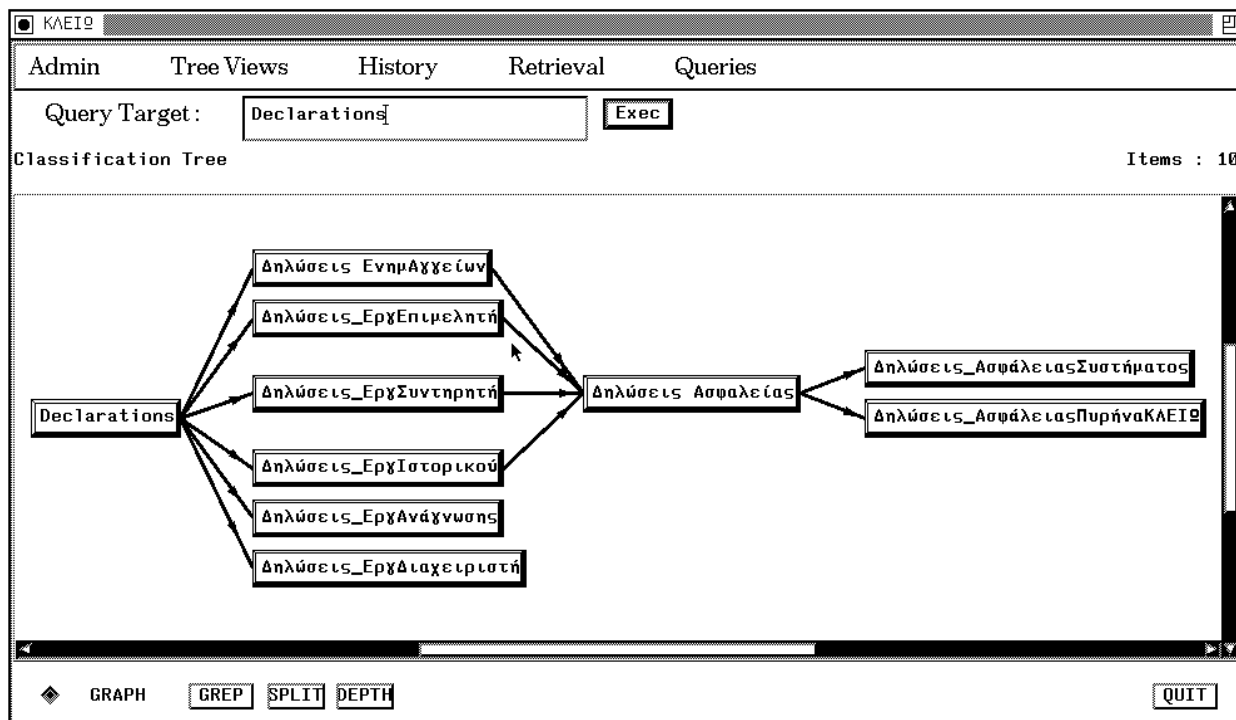 ΚΛΕΙΩ
Admin Tree Views History Retrieval Queries
Query Target : Declarations Exec
Classification Tree Items : 10
Δηλώσεις ΕνημΑγγείων
Δηλώσεις_ΕργΕπιμελητή
Δηλώσεις_ΑσφάλειαςΣυστήματος
Δηλώσεις_ΕργΣυντηρητή
Δηλώσεις Ασφαλείας
Declarations
Δηλώσεις_ΑσφάλειαςΠυρήναΚΛΕΙΩ
Δηλώσεις_ΕργΙστορικού
Δηλώσεις_ΕργΑνάγνωσης
Δηλώσεις_ΕργΔιαχειριστή
GRAPH GREP SPLIT DEPTH QUIT